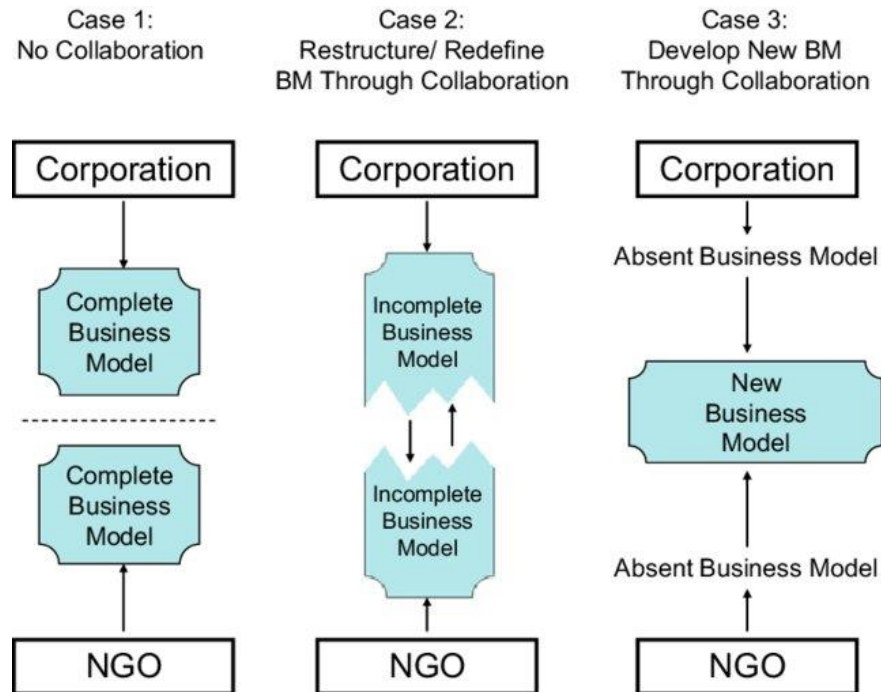 Case 1:
No Collaboration
Corporation
Complete
Business
Model
Complete
Business
Model
NGO
Case 2:
Restructure/ Redefine
BM Through Collaboration
Corporation
Incomplete
Business
Model
Incomplete
Business
Model
NGO
Case 3:
Develop New BM
Through Collaboration
Corporation
Absent Business Model
New
Business
Model
Absent Business Model
NGO